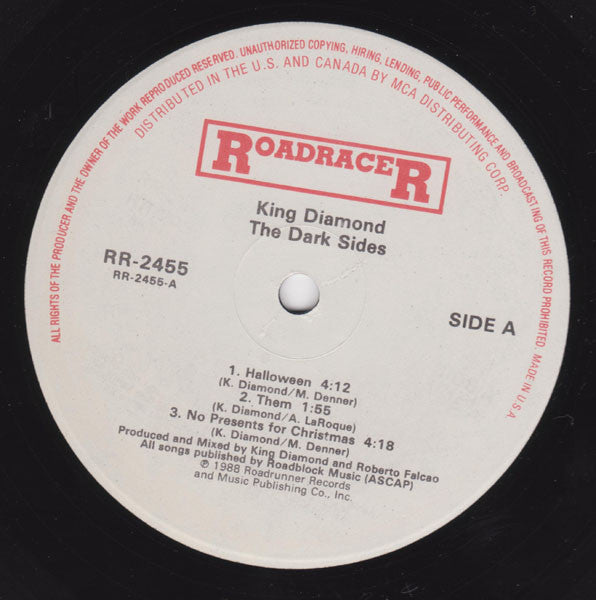 ALL RIGHTS OF THE PRODUCER AND THE OWNER OF THE WORK REPRODUCED RESERVED. UNAUTHORIZED COPYING, HIRING, LENDING, PUBLIC PERFORMANCE AND BROADCASTING OF THIS RECORD PROHIBITED. MADE IN U.S.A
DISTRIBUTED IN THE U.S. AND CANADA BY MCA DISTRIBUTING CORP.
ROADRACER
King Diamond
The Dark Sides
RR-2455
RR-2455-A
SIDE A
1. Halloween 4:12
(K. Diamond/M. Denner)
2. Them 1:55
(K. Diamond/A. LaRoque)
3. No Presents for Christmas 4:18
(K. Diamond/M. Denner)
Produced and Mixed by King Diamond and Roberto Falcao
All songs published by Roadblock Music (ASCAP)
℗ 1988 Roadrunner Records
and Music Publishing Co., Inc.